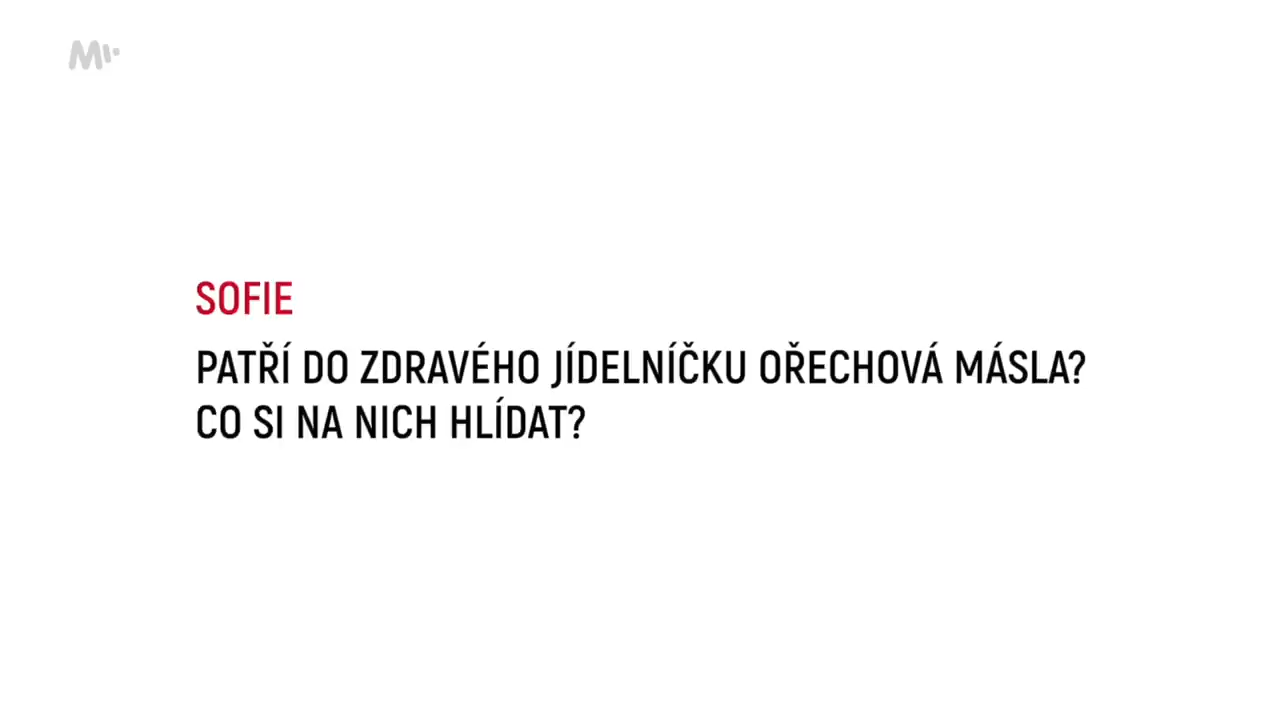 M
SOFIE
PATŘÍ DO ZDRAVÉHO JÍDELNÍČKU OŘECHOVÁ MÁSLA?
CO SI NA NICH HLÍDAT?